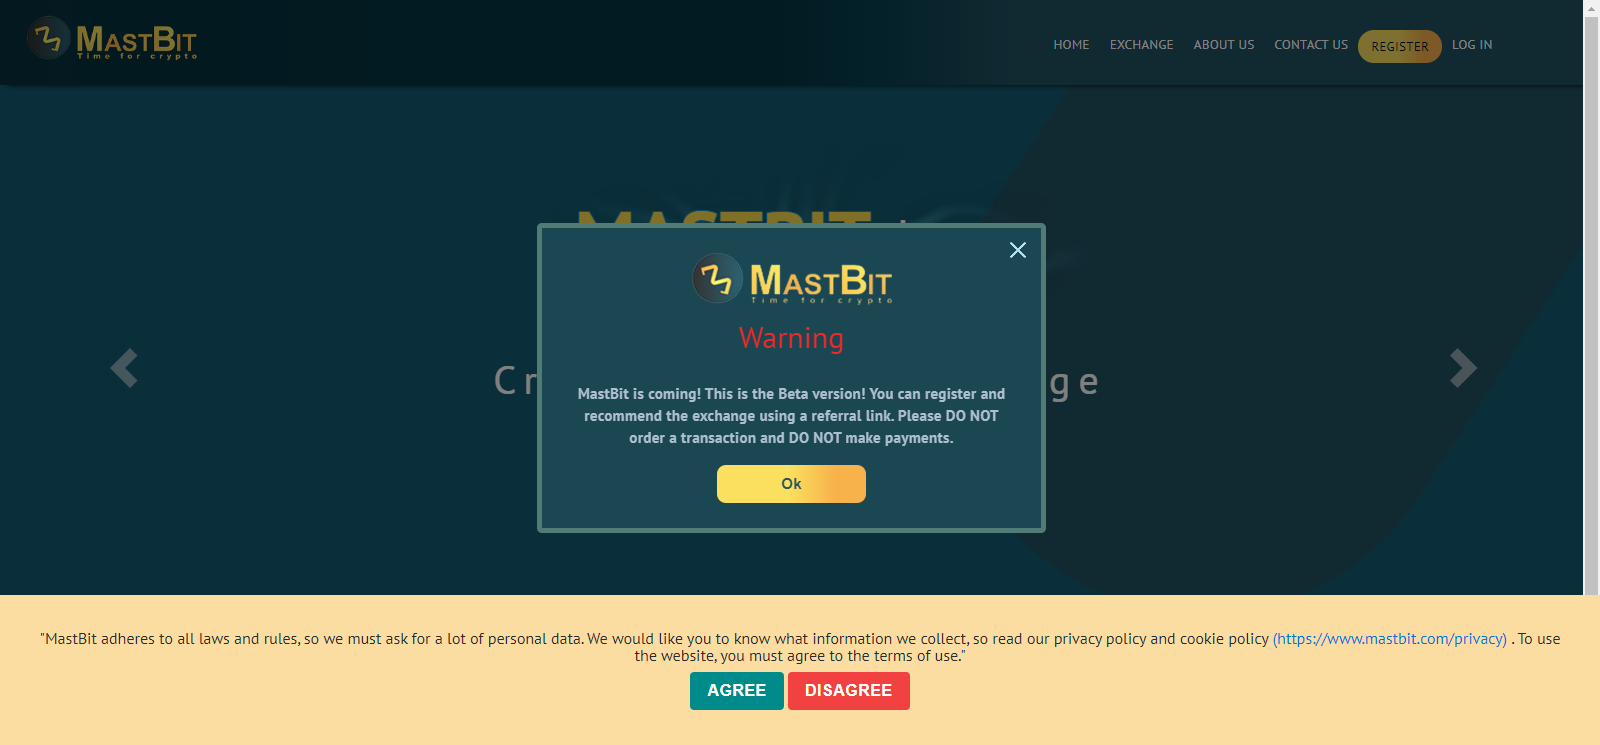 MASTBIT
Time for crypto
HOME EXCHANGE ABOUT US CONTACT US REGISTER LOG IN
MASTBIT
MASTBIT
Time for crypto
Warning
MastBit is coming! This is the Beta version! You can register and
recommend the exchange using a referral link. Please DO NOT
order a transaction and DO NOT make payments.
Ok
"MastBit adheres to all laws and rules, so we must ask for a lot of personal data. We would like you to know what information we collect, so read our privacy policy and cookie policy (https://www.mastbit.com/privacy) . To use
the website, you must agree to the terms of use."
AGREE DISAGREE